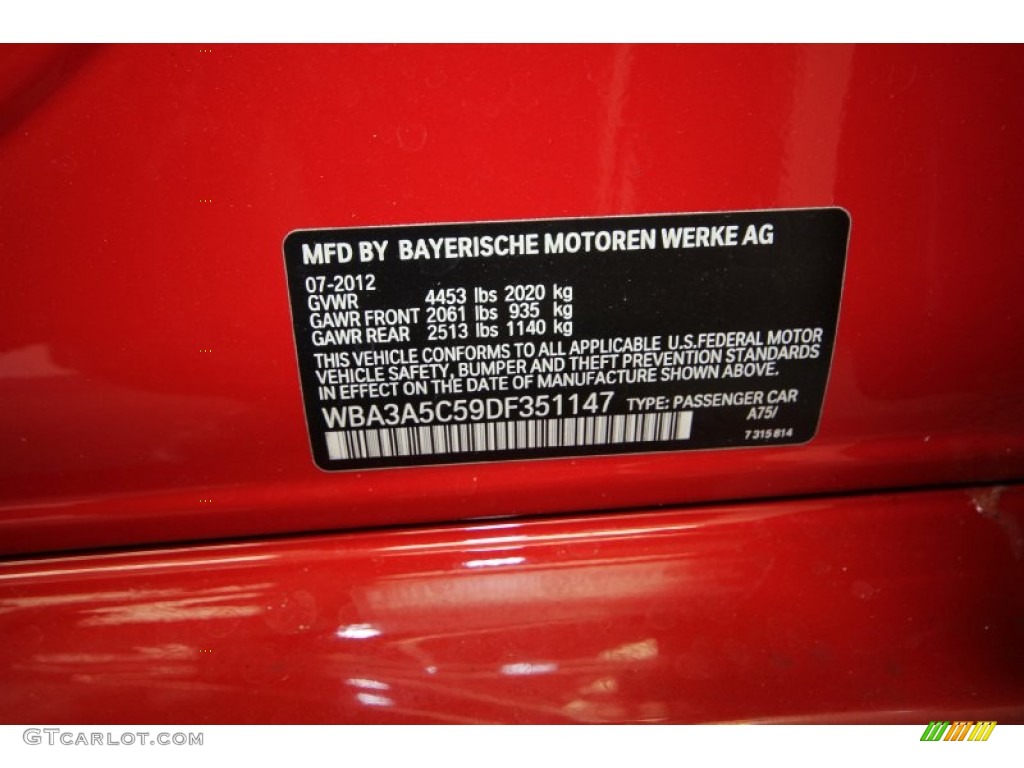 MFD BY BAYERISCHE MOTOREN WERKE AG
07-2012
GVWR 4453 lbs 2020 kg
GAWR FRONT 2061 lbs 935 kg
GAWR REAR 2513 lbs 1140 kg
THIS VEHICLE CONFORMS TO ALL APPLICABLE U.S.FEDERAL MOTOR
VEHICLE SAFETY, BUMPER AND THEFT PREVENTION STANDARDS
IN EFFECT ON THE DATE OF MANUFACTURE SHOWN ABOVE.
WBA3A5C59DF351147 TYPE: PASSENGER CAR
A75/
7315814
GTCARLOT.COM